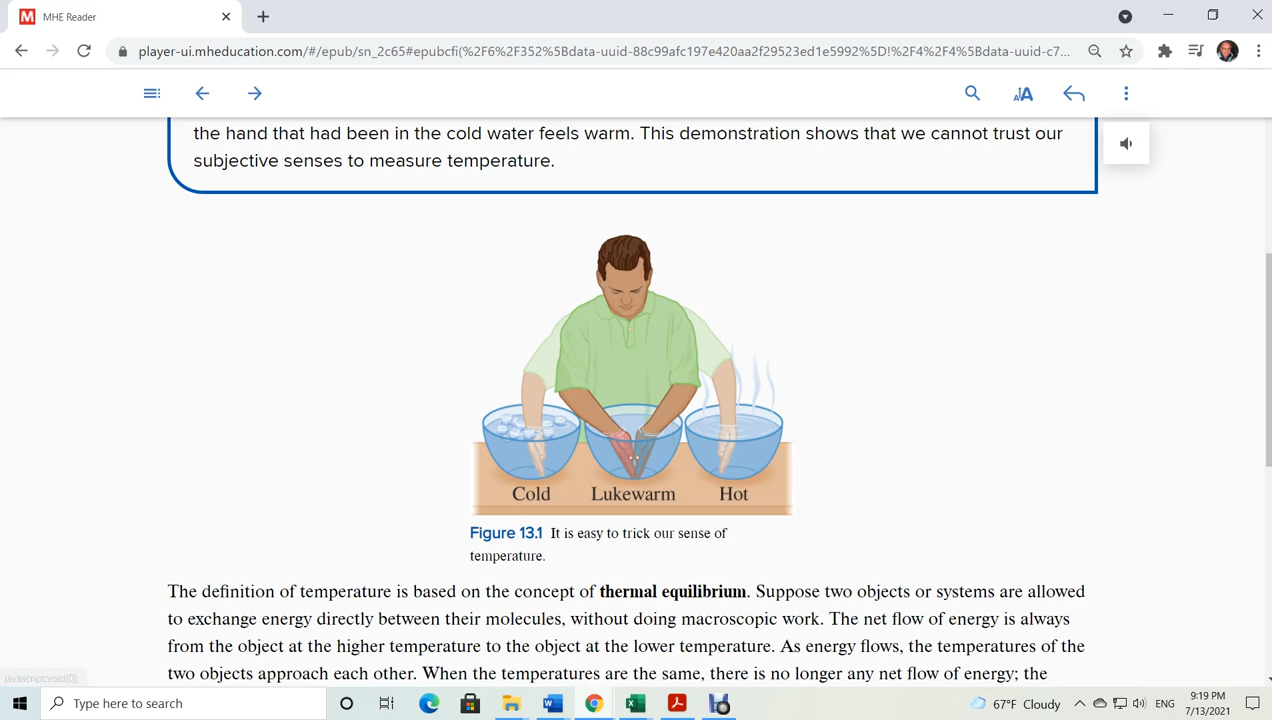 MHE Reader
player-ui.mheducation.com/#/epub/sn_2c65#epubcfi(%2F6%2F352%5Bdata-uuid-88c99afc197e420aa2f29523ed1e5992%5D!%2F4%2F4%5Bdata-uuid-c7...
the hand that had been in the cold water feels warm. This demonstration shows that we cannot trust our
subjective senses to measure temperature.
Cold Lukewarm Hot
Figure 13.1 It is easy to trick our sense of
temperature.
The definition of temperature is based on the concept of thermal equilibrium. Suppose two objects or systems are allowed
to exchange energy directly between their molecules, without doing macroscopic work. The net flow of energy is always
from the object at the higher temperature to the object at the lower temperature. As energy flows, the temperatures of the
two objects approach each other. When the temperatures are the same, there is no longer any net flow of energy; the
javascript:void(0);
Type here to search
67°F Cloudy
ENG
9:19 PM
7/13/2021